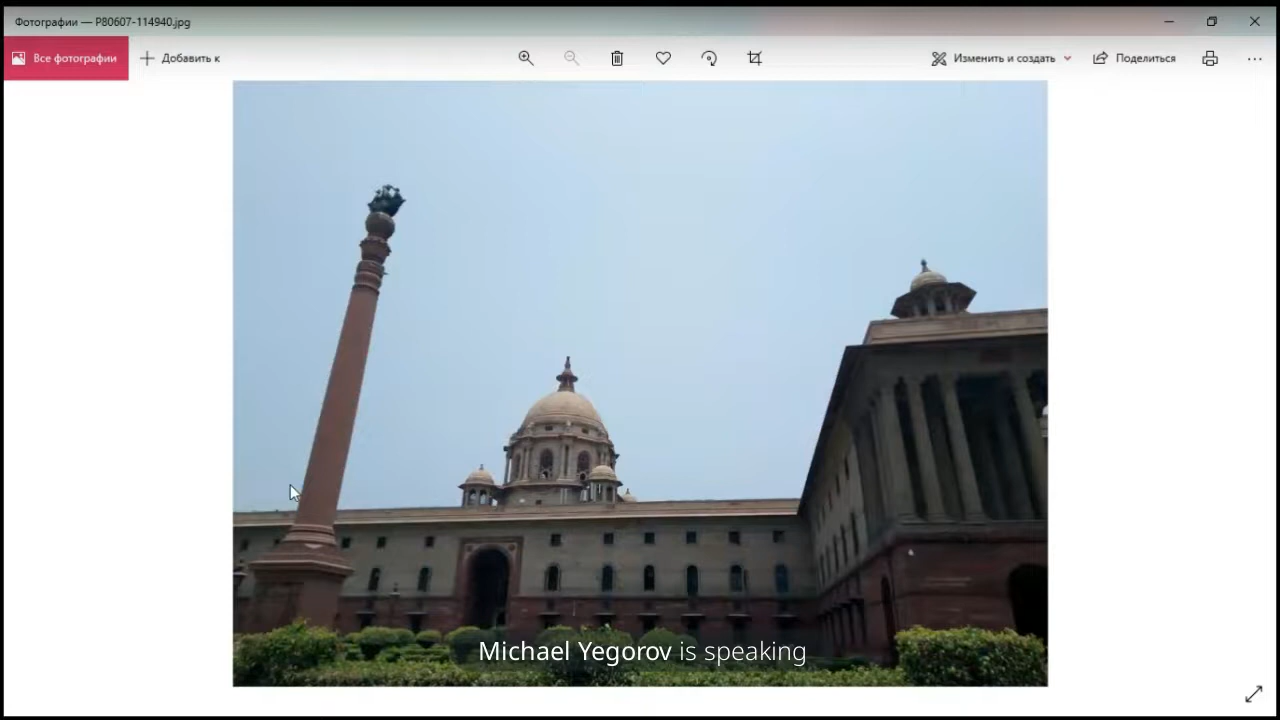 Фотографии — P80607-114940.jpg
Все фотографии
Добавить к
Изменить и создать
Поделиться
Michael Yegorov is speaking